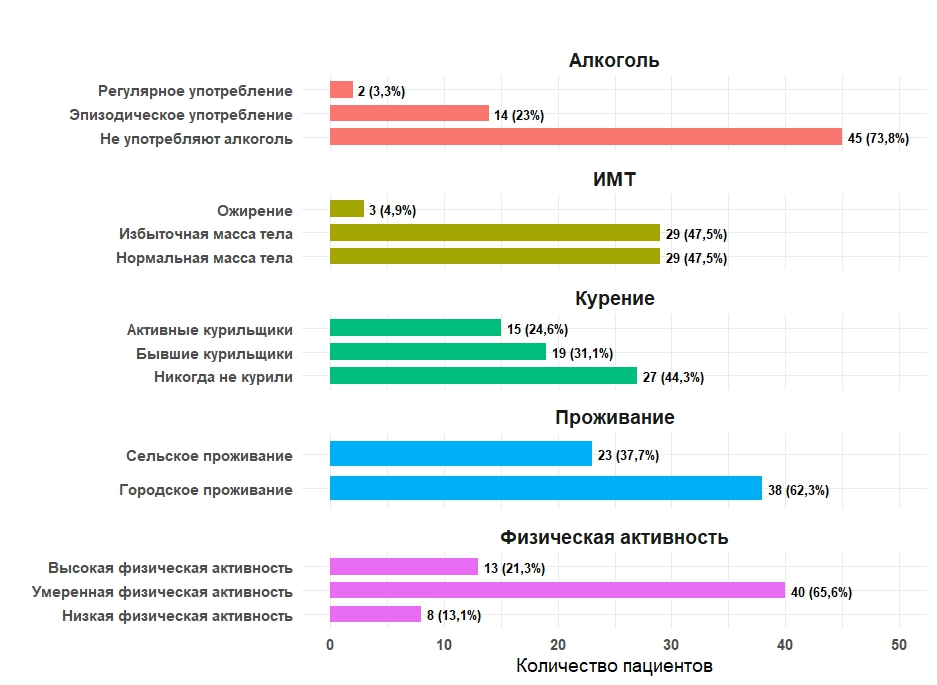 Алкоголь
Регулярное употребление 2 (3,3%)
Эпизодическое употребление 14 (23%)
Не употребляют алкоголь 45 (73,8%)
ИМТ
Ожирение 3 (4,9%)
Избыточная масса тела 29 (47,5%)
Нормальная масса тела 29 (47,5%)
Курение
Активные курильщики 15 (24,6%)
Бывшие курильщики 19 (31,1%)
Никогда не курили 27 (44,3%)
Проживание
Сельское проживание 23 (37,7%)
Городское проживание 38 (62,3%)
Физическая активность
Высокая физическая активность 13 (21,3%)
Умеренная физическая активность 40 (65,6%)
Низкая физическая активность 8 (13,1%)
0 10 20 30 40 50
Количество пациентов